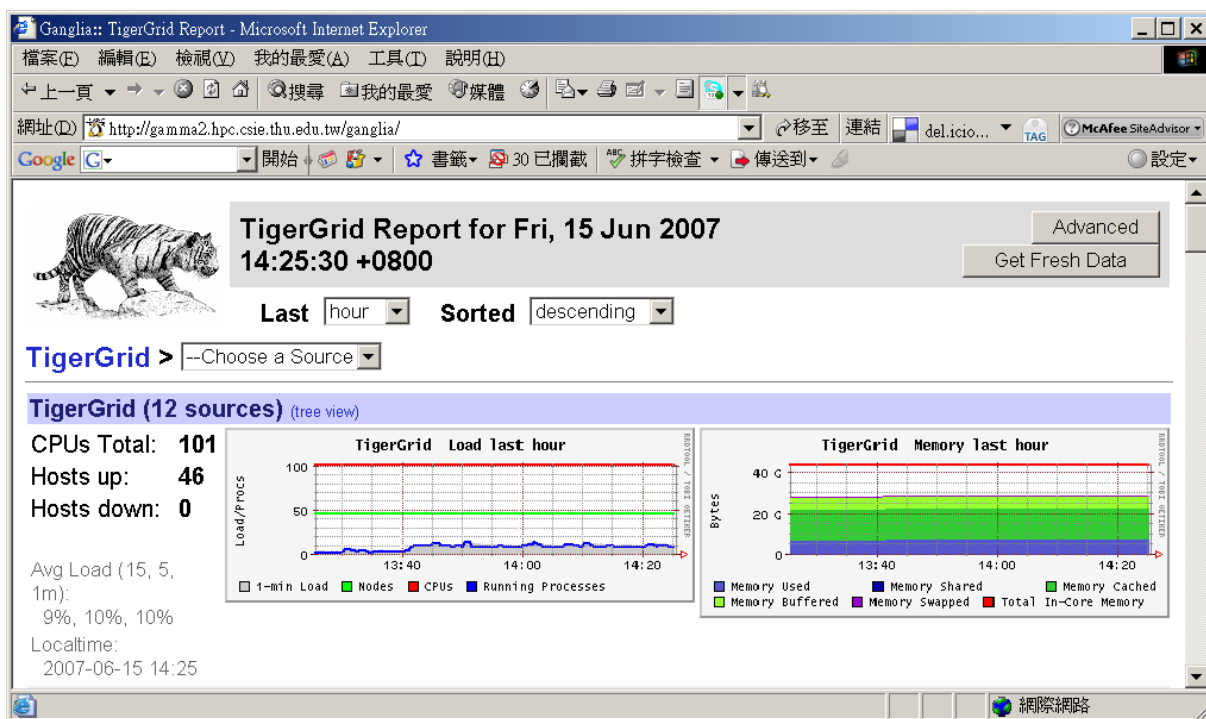 Ganglia:: TigerGrid Report - Microsoft Internet Explorer
檔案(F) 編輯(E) 檢視(V) 我的最愛(A) 工具(T) 說明(H)
上一頁 搜尋 我的最愛 媒體
網址(D) http://gamma2.hpc.csie.thu.edu.tw/ganglia/ 移至 連結 del.icio... TAG McAfee SiteAdvisor
Google G 開始 書籤 30 已攔截 ABC 拼字檢查 傳送到 設定
TigerGrid Report for Fri, 15 Jun 2007
14:25:30 +0800
Advanced
Get Fresh Data
Last hour Sorted descending
TigerGrid > --Choose a Source
TigerGrid (12 sources) (tree view)
CPUs Total: 101
Hosts up: 46
Hosts down: 0
Avg Load (15, 5,
1m):
9%, 10%, 10%
Localtime:
2007-06-15 14:25
TigerGrid Load last hour
RRDTOOL / TOBI OETIKER
Load/Procs
100
50
0
13:40 14:00 14:20
1-min Load Nodes CPUs Running Processes
TigerGrid Memory last hour
RRDTOOL / TOBI OETIKER
Bytes
40 G
20 G
0
13:40 14:00 14:20
Memory Used Memory Shared Memory Cached
Memory Buffered Memory Swapped Total In-Core Memory
網際網路